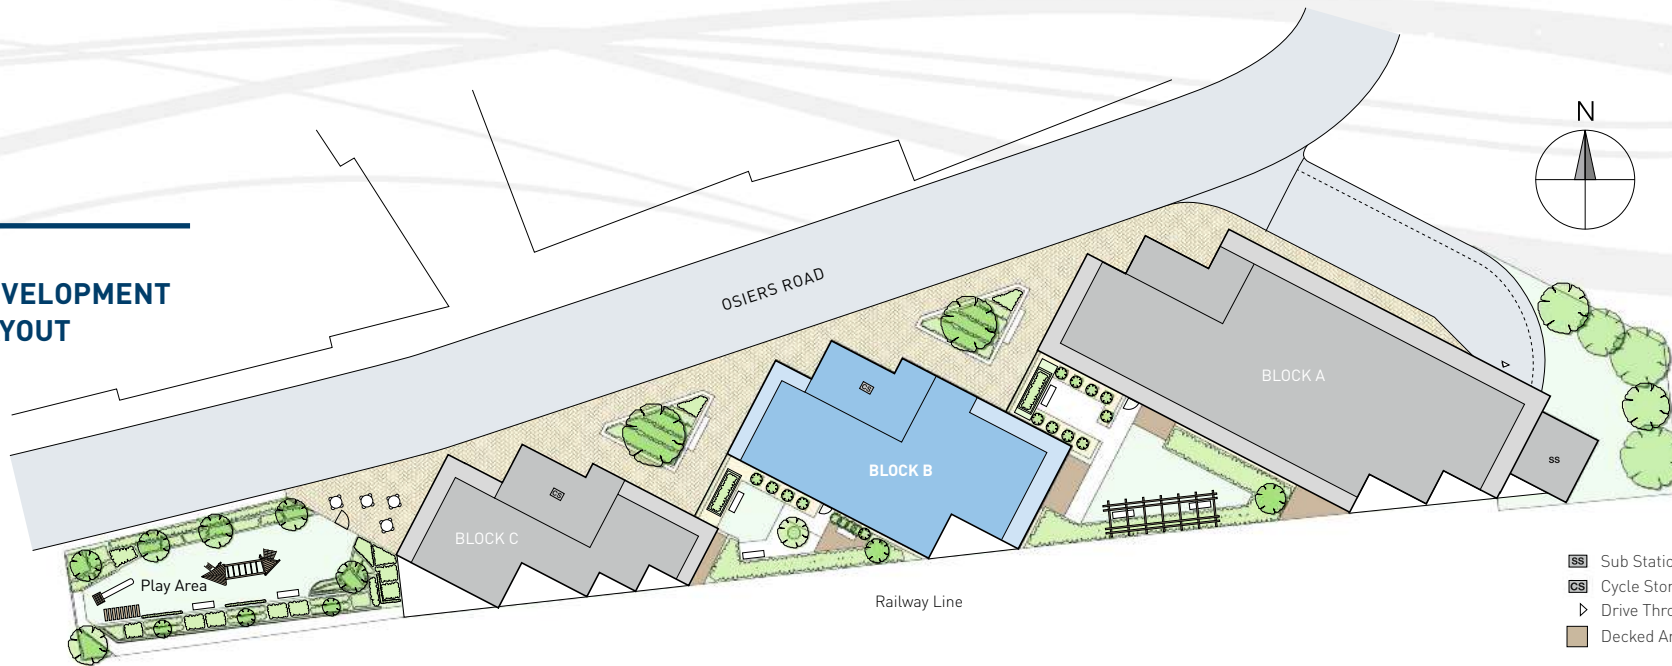 VELOPMENT
YOUT
N
OSIERS ROAD
BLOCK A
CS
BLOCK B
SS
CS
BLOCK C
Play Area
Railway Line
SS Sub Static
CS Cycle Stor
Drive Thro
Decked Ar